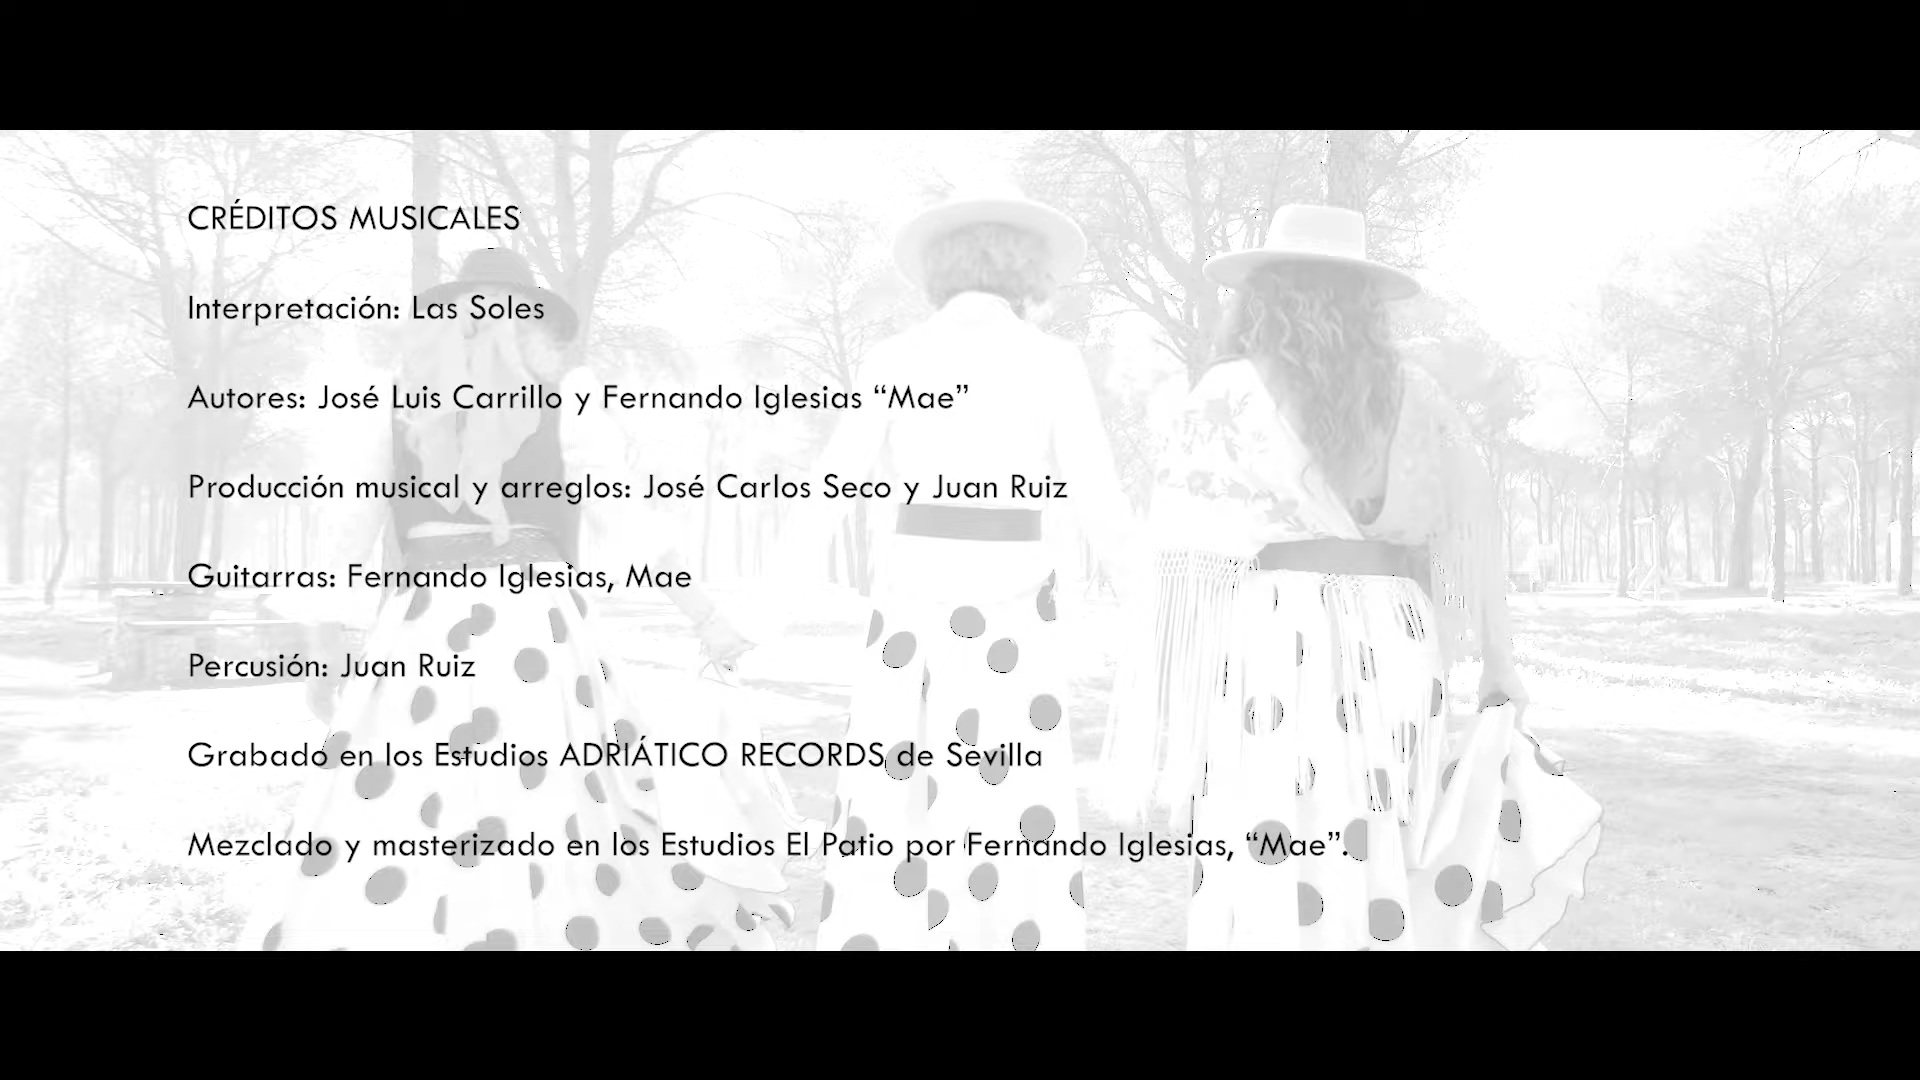 CRÉDITOS MUSICALES
Interpretación: Las Soles
Autores: José Luis Carrillo y Fernando Iglesias “Mae”
Producción musical y arreglos: José Carlos Seco y Juan Ruiz
Guitarras: Fernando Iglesias, Mae
Percusión: Juan Ruiz
Grabado en los Estudios ADRIÁTICO RECORDS de Sevilla
Mezclado y masterizado en los Estudios El Patio por Fernando Iglesias, “Mae”.